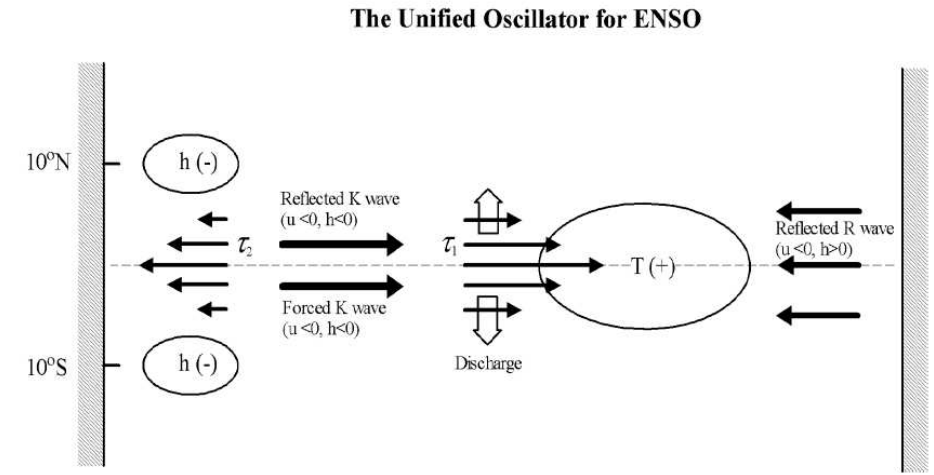 The Unified Oscillator for ENSO
10°N
h (-)
Reflected K wave
(u <0, h<0)
τ₂
τ₁
Reflected R wave
(u <0, h>0)
T (+)
Forced K wave
(u <0, h<0)
Discharge
10°S
h (-)